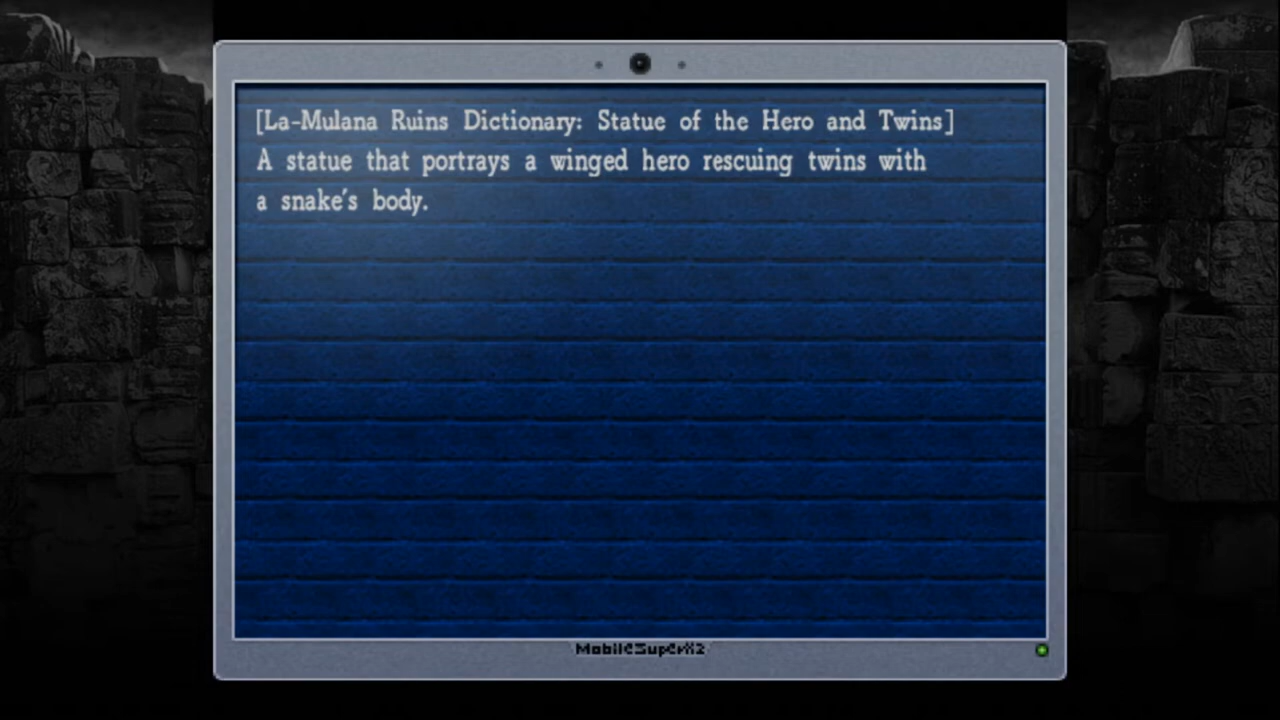 [La-Mulana Ruins Dictionary: Statue of the Hero and Twins]
A statue that portrays a winged hero rescuing twins with
a snake's body.
MobileSuperX2